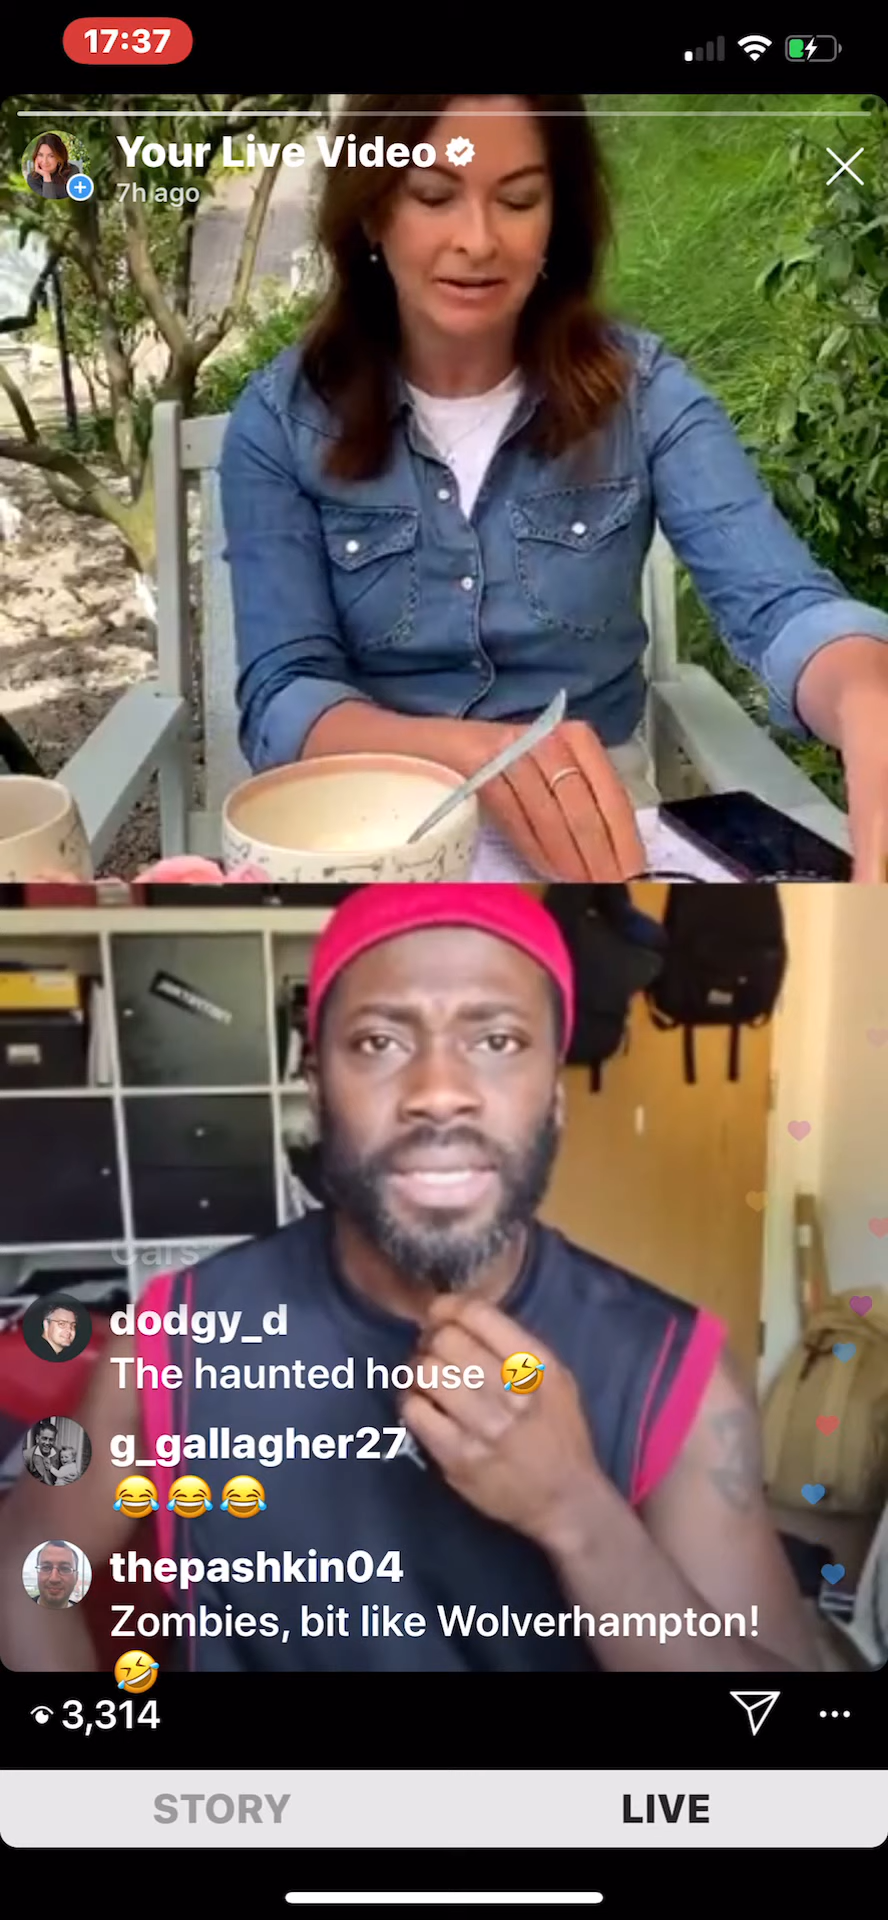 17:37
Your Live Video
7h ago
Cars
dodgy_d
The haunted house 🤣
g_gallagher27
😂😂😂
thepashkin04
Zombies, bit like Wolverhampton!
🤣
3,314
STORY
LIVE